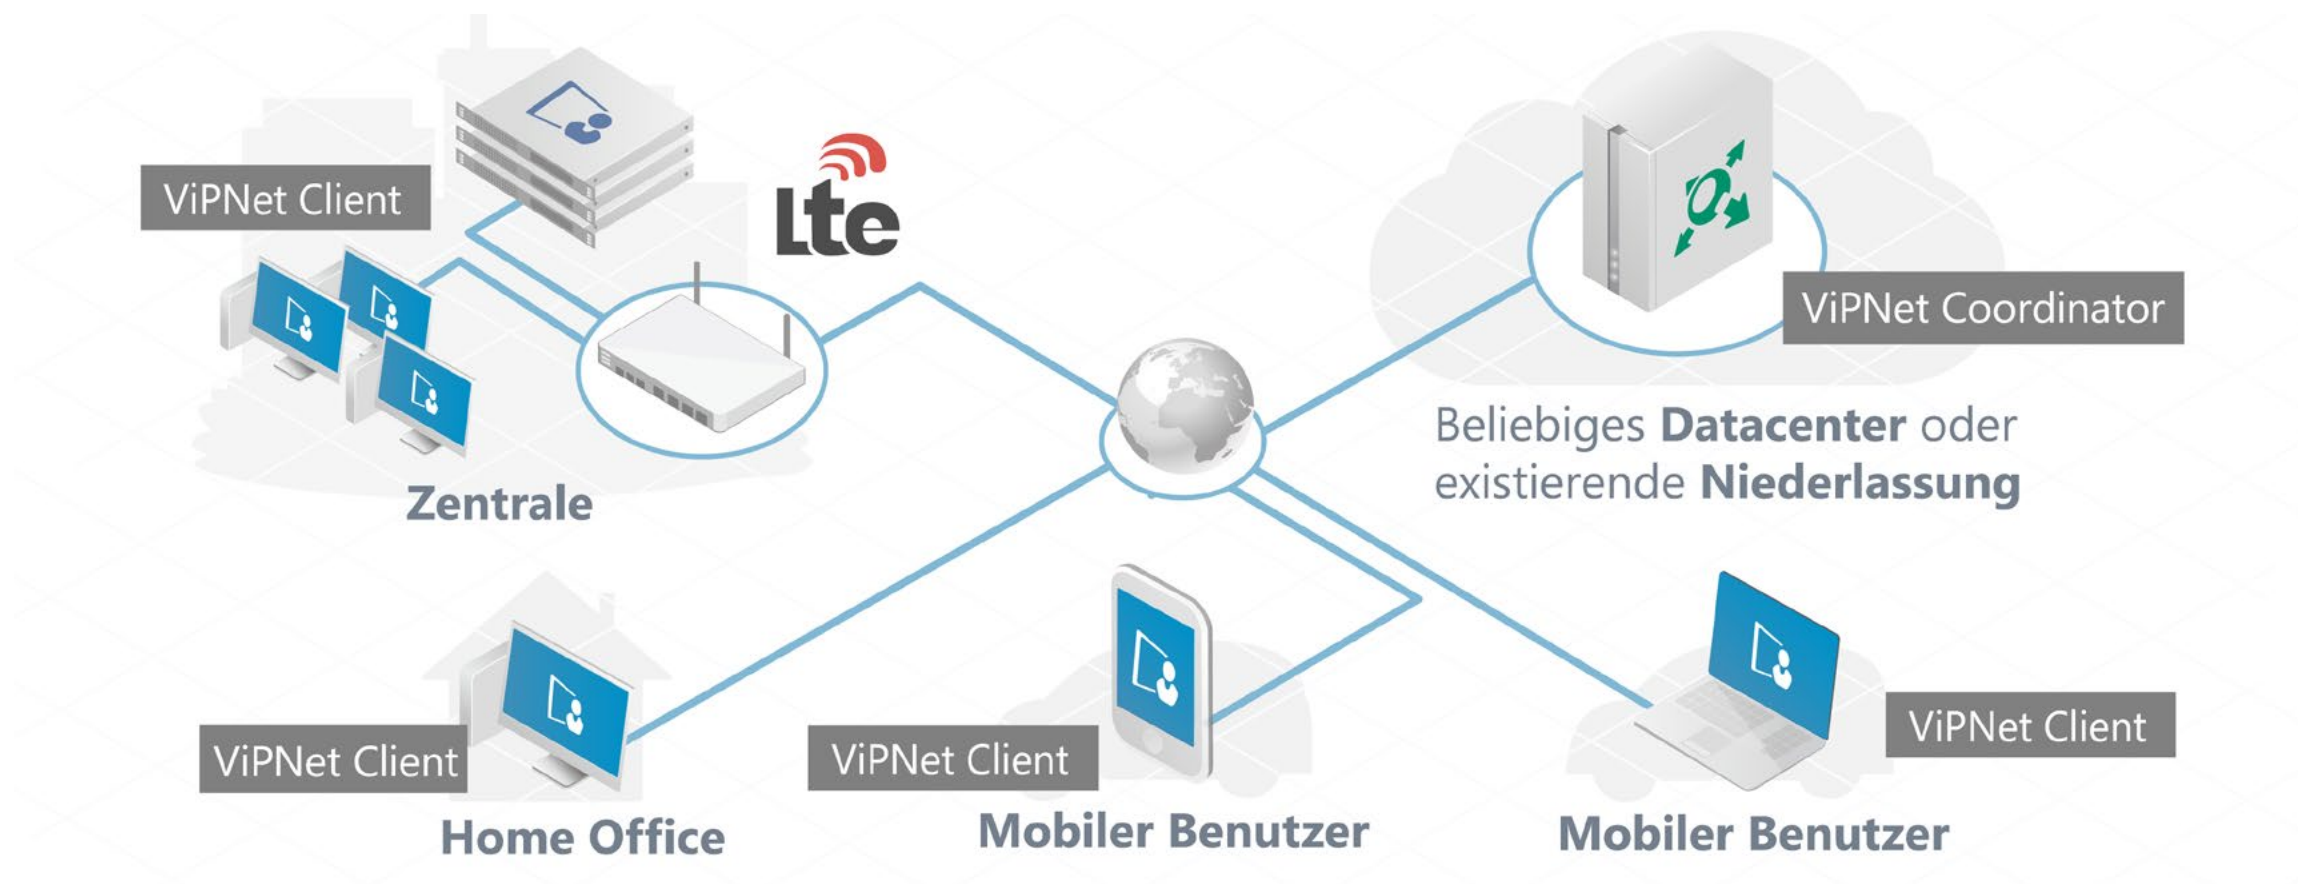 ViPNet Client
Lte
ViPNet Coordinator
Beliebiges Datacenter oder
existierende Niederlassung
Zentrale
ViPNet Client
Home Office
ViPNet Client
Mobiler Benutzer
ViPNet Client
Mobiler Benutzer